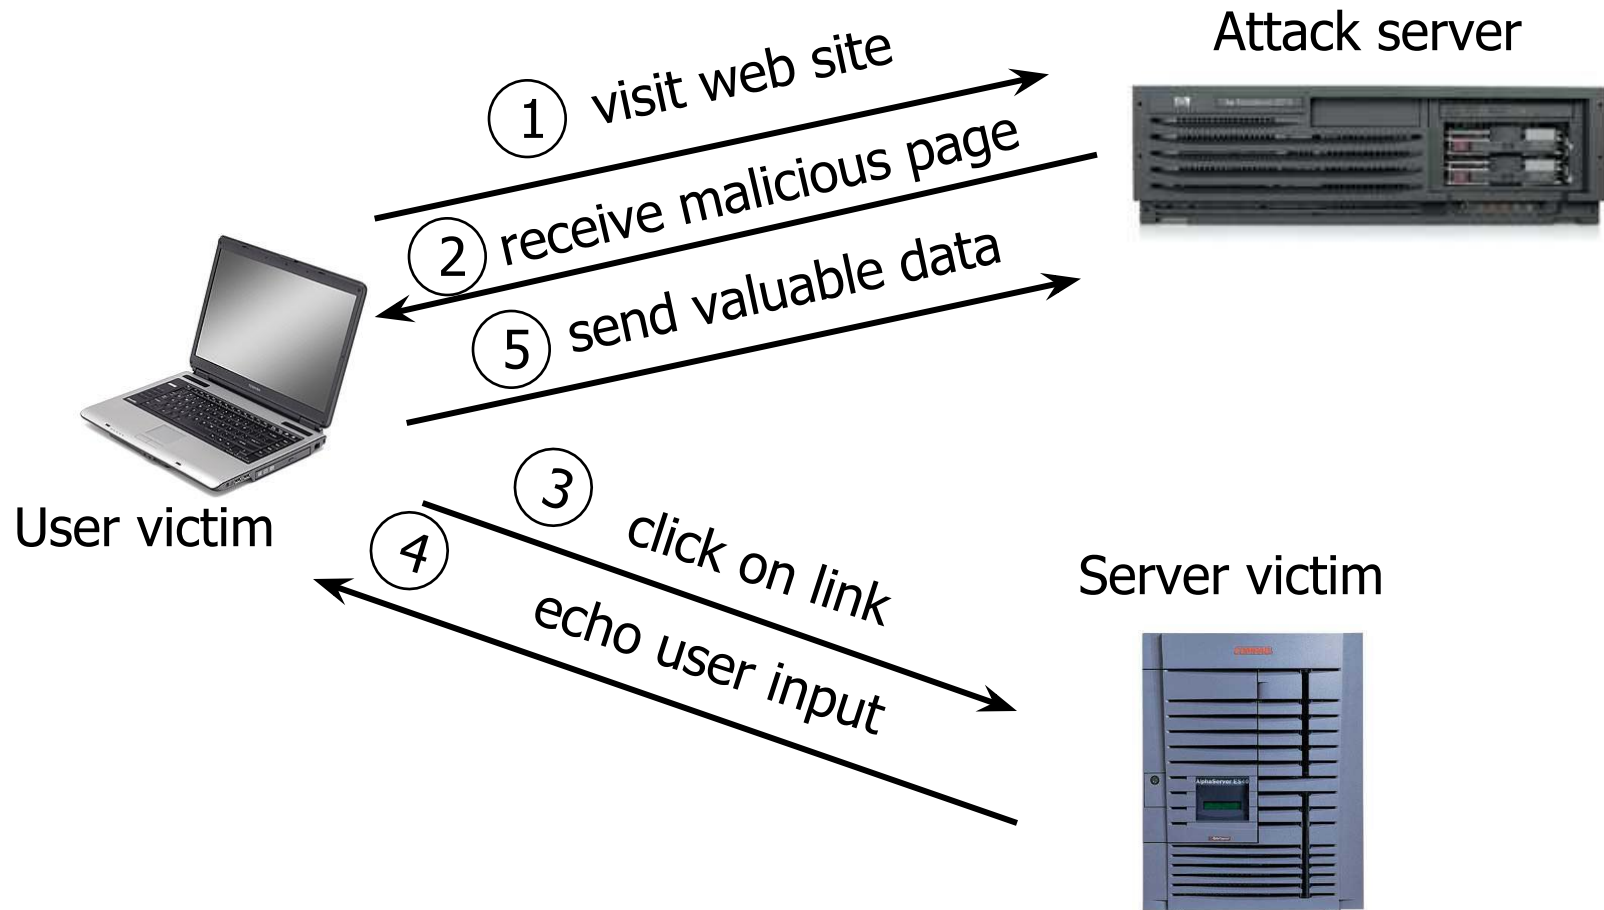 Attack server
1 visit web site
2 receive malicious page
5 send valuable data
User victim
3 click on link
4 echo user input
Server victim